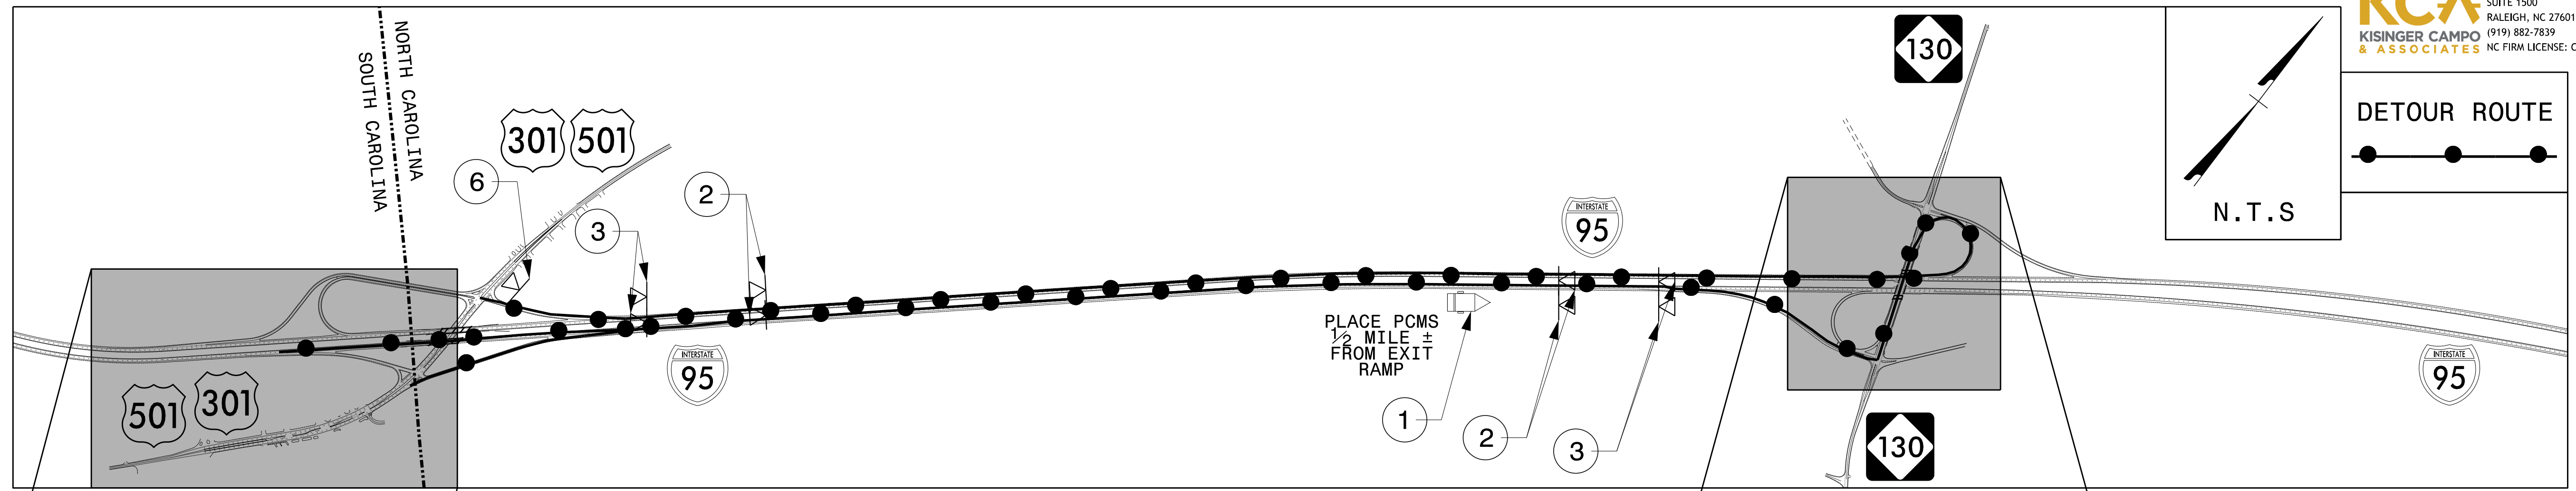 NORTH CAROLINA
SOUTH CAROLINA
301
501
6
3
2
501
301
INTERSTATE
95
PLACE PCMS
½ MILE ±
FROM EXIT
RAMP
1
2
3
INTERSTATE
95
130
130
INTERSTATE
95
N.T.S
KCA
KISINGER CAMPO
& ASSOCIATES
SUITE 1500
RALEIGH, NC 27601
(919) 882-7839
NC FIRM LICENSE: C
DETOUR ROUTE